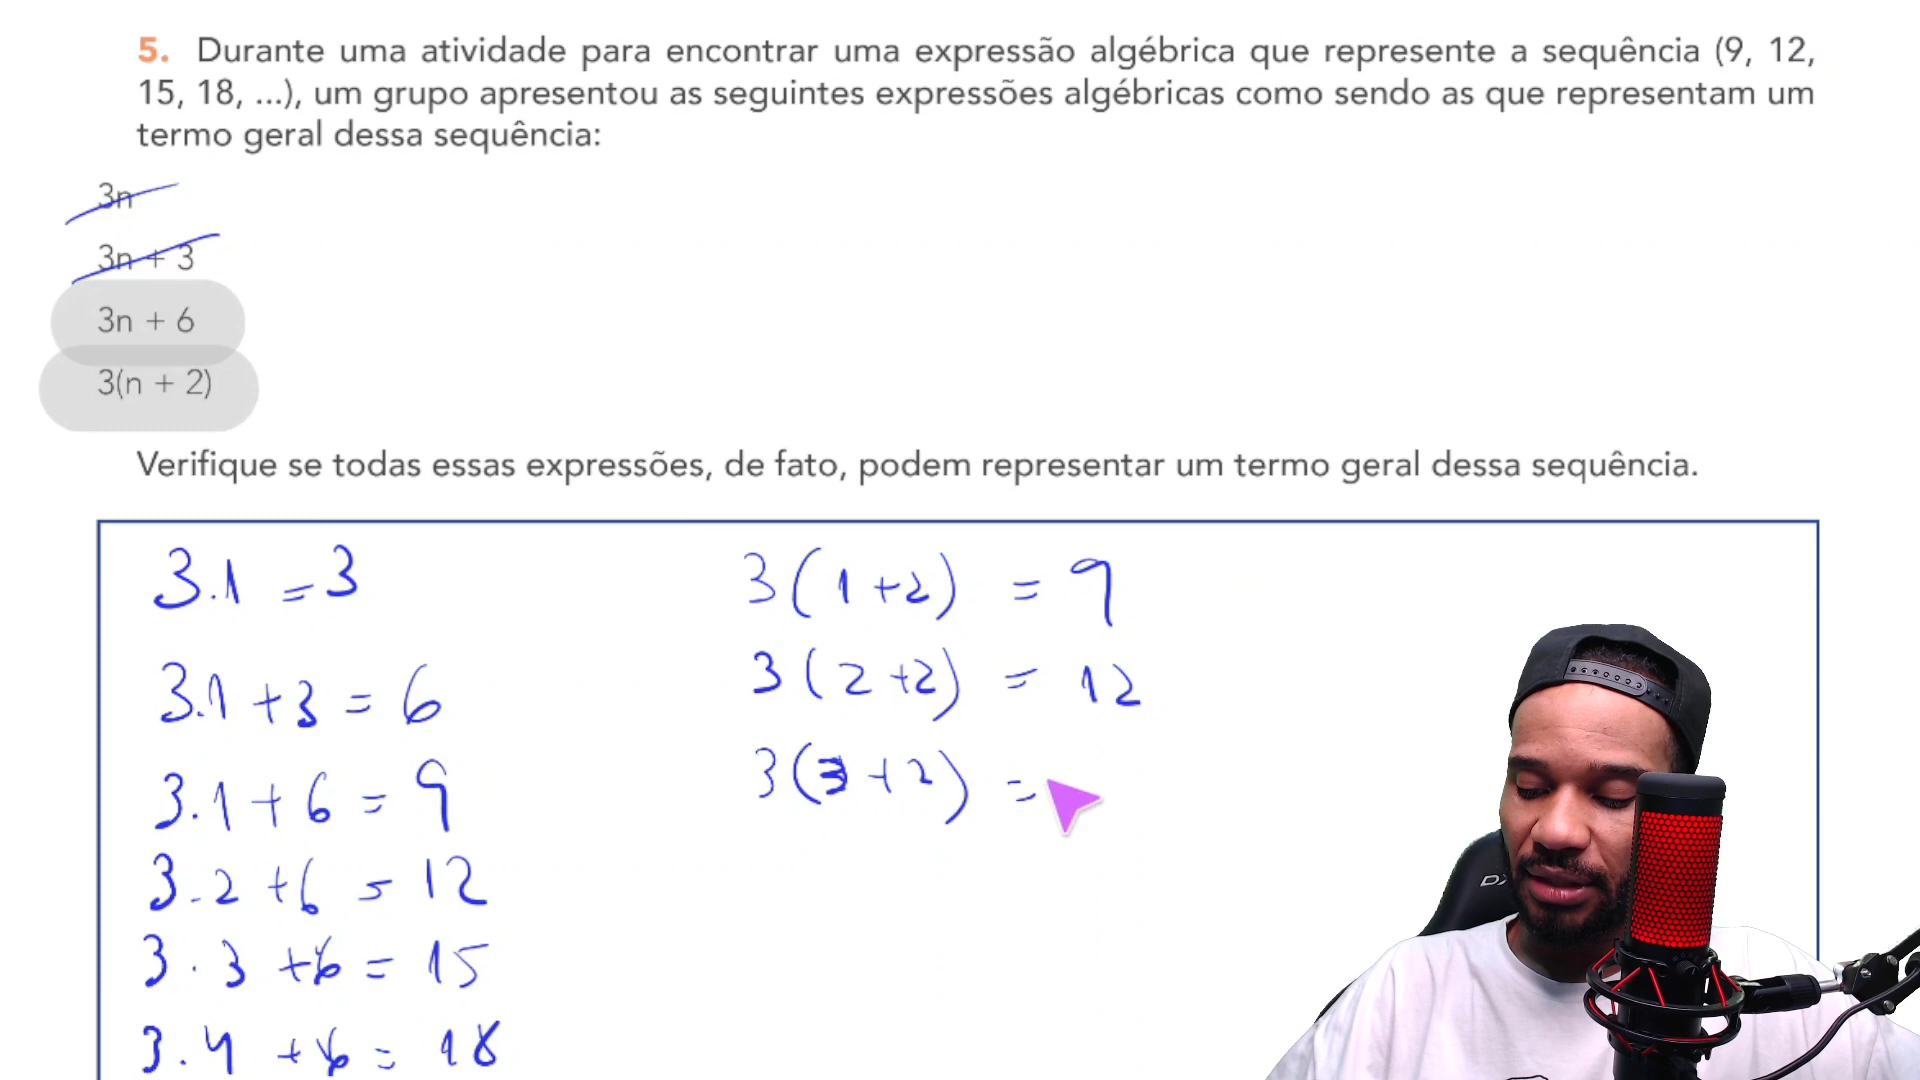 5. Durante uma atividade para encontrar uma expressão algébrica que represente a sequência (9, 12,
15, 18, ...), um grupo apresentou as seguintes expressões algébricas como sendo as que representam um
termo geral dessa sequência:
3n
3n + 3
3n + 6
3(n + 2)
Verifique se todas essas expressões, de fato, podem representar um termo geral dessa sequência.
3.1 = 3
3.1 + 3 = 6
3.1 + 6 = 9
3.2 + 6 = 12
3.3 + 6 = 15
3.4 + 6 = 18
3(1+2) = 9
3(2+2) = 12
3(3+2) =